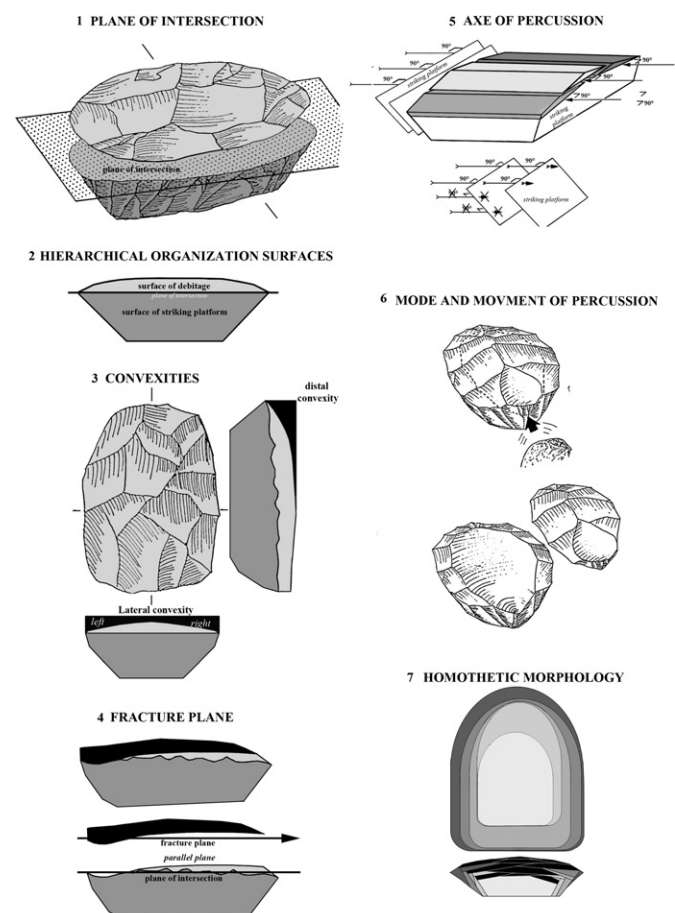 1 PLANE OF INTERSECTION
plane of intersection
2 HIERARCHICAL ORGANIZATION SURFACES
surface of debitage
plane of intersection
surface of striking platform
3 CONVEXITIES
distal
convexity
Lateral convexity
left
right
4 FRACTURE PLANE
fracture plane
parallel plane
plane of intersection
5 AXE OF PERCUSSION
90°
90°
90°
striking platform
90°
90°
90°
90°
striking platform
90°
90°
90°
90°
striking platform
6 MODE AND MOVMENT OF PERCUSSION
7 HOMOTHETIC MORPHOLOGY